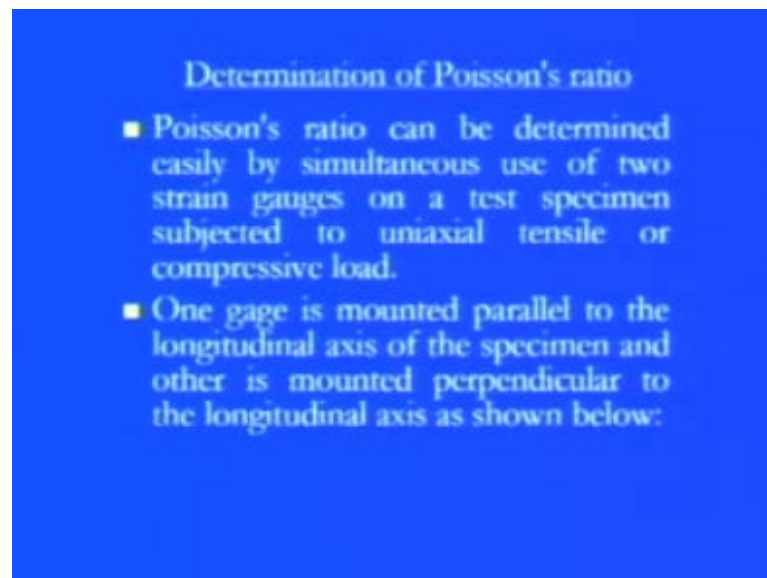 Determination of Poisson's ratio
Poisson's ratio can be determined
easily by simultaneous use of two
strain gauges on a test specimen
subjected to uniaxial tensile or
compressive load.
One gage is mounted parallel to the
longitudinal axis of the specimen and
other is mounted perpendicular to
the longitudinal axis as shown below: